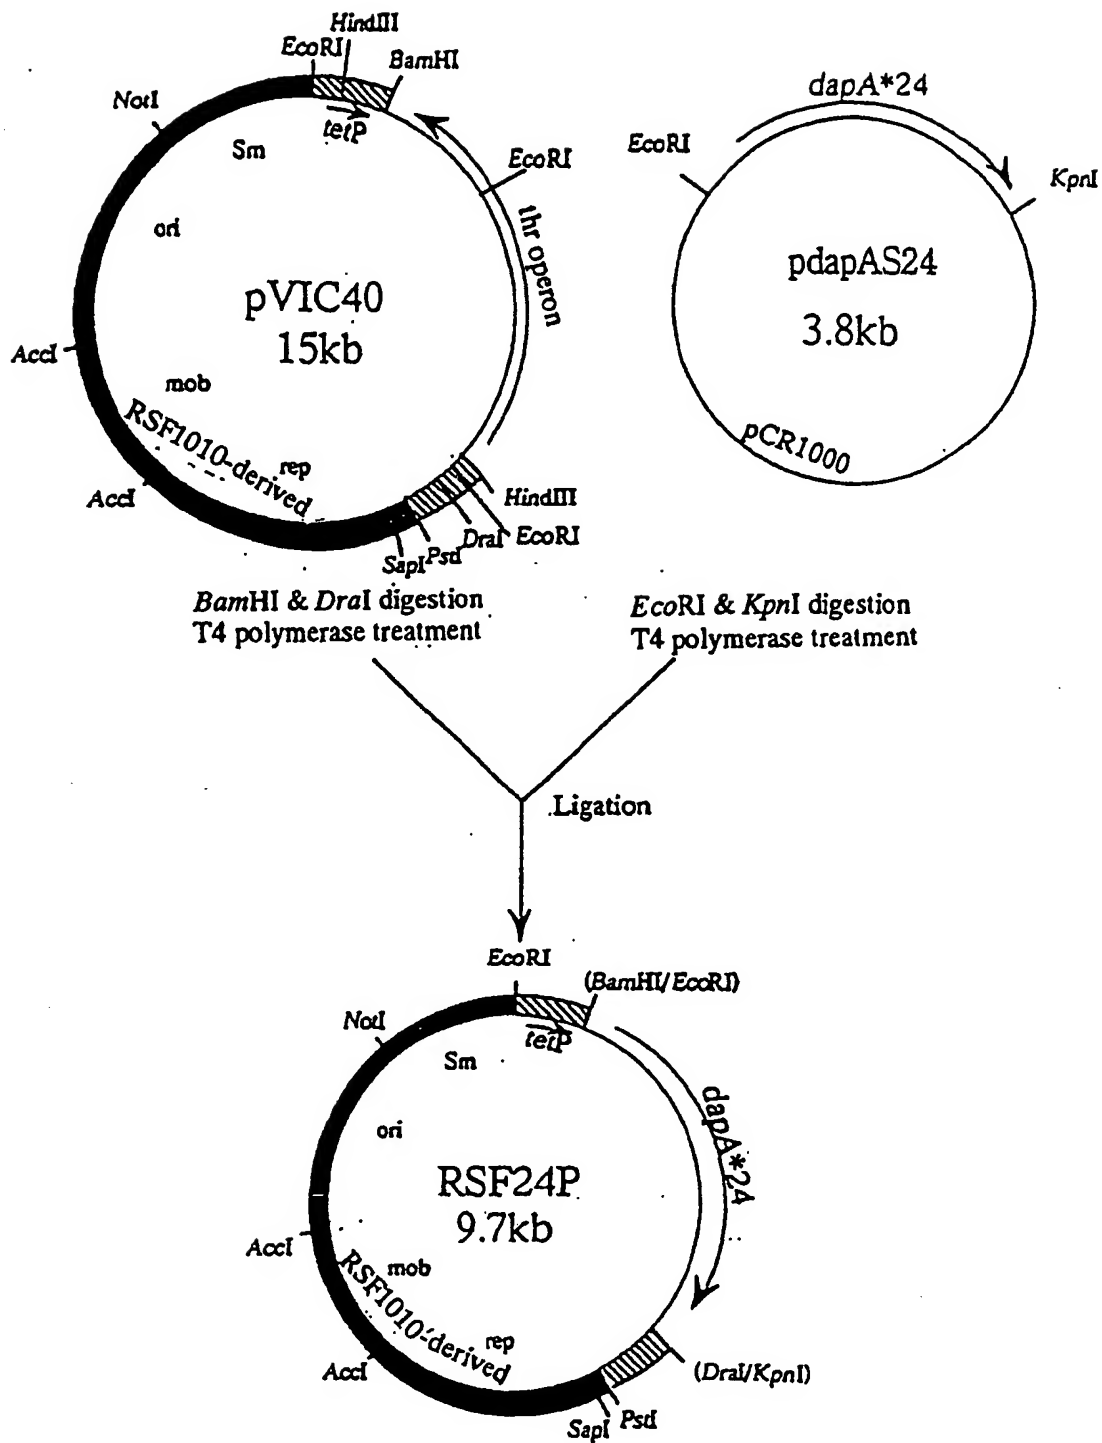 HindIII
EcoRI
BamHI
NotI
tetP
Sm
EcoRI
ori
thr operon
pVIC40
15kb
AccI
mob
RSF1010-derived
rep
AccI
HindIII
EcoRI
DraI
PstI
SapI
dapA*24
EcoRI
KpnI
pdapAS24
3.8kb
pCR1000
BamHI & DraI digestion
T4 polymerase treatment
EcoRI & KpnI digestion
T4 polymerase treatment
Ligation
EcoRI
(BamHI/EcoRI)
NotI
tetP
Sm
dapA*24
ori
RSF24P
9.7kb
AccI
mob
RSF1010-derived
rep
AccI
(DraI/KpnI)
PstI
SapI